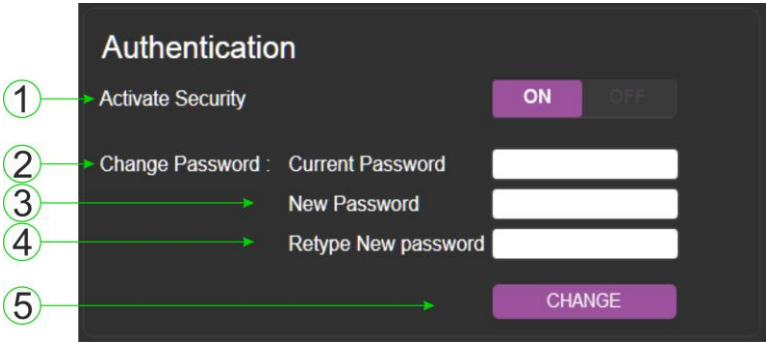 Authentication
1 Activate Security ON OFF
2 Change Password : Current Password
3 New Password
4 Retype New password
5 CHANGE